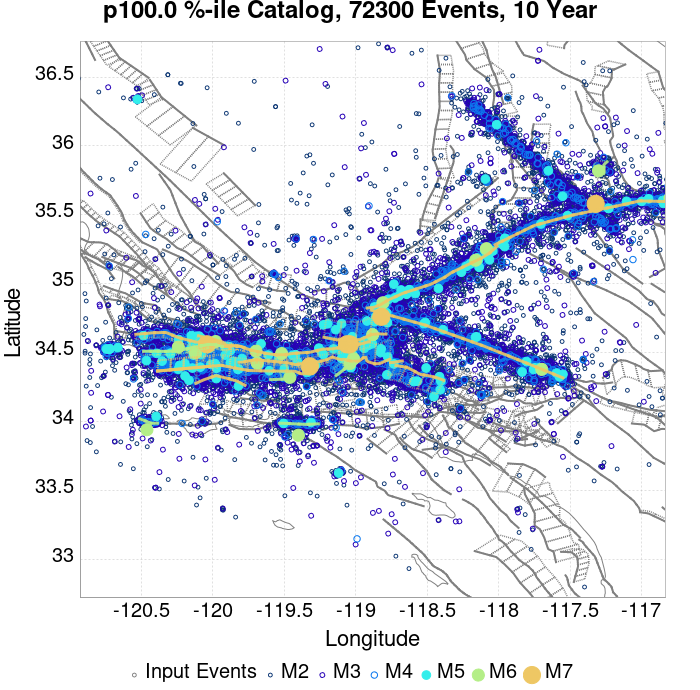 p100.0 %-ile Catalog, 72300 Events, 10 Year
36.5
36
35.5
35
34.5
34
33.5
33
Latitude
-120.5 -120 -119.5 -119 -118.5 -118 -117.5 -117
Longitude
Input Events M2 M3 M4 M5 M6 M7